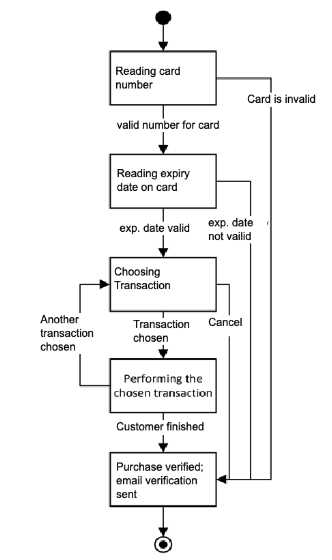 Reading card
number
Card is invalid
valid number for card
Reading expiry
date on card
exp. date
not vailid
exp. date valid
Choosing
Transaction
Another
transaction
chosen
Transaction
chosen
Cancel
Performing the
chosen transaction
Customer finished
Purchase verified;
email verification
sent